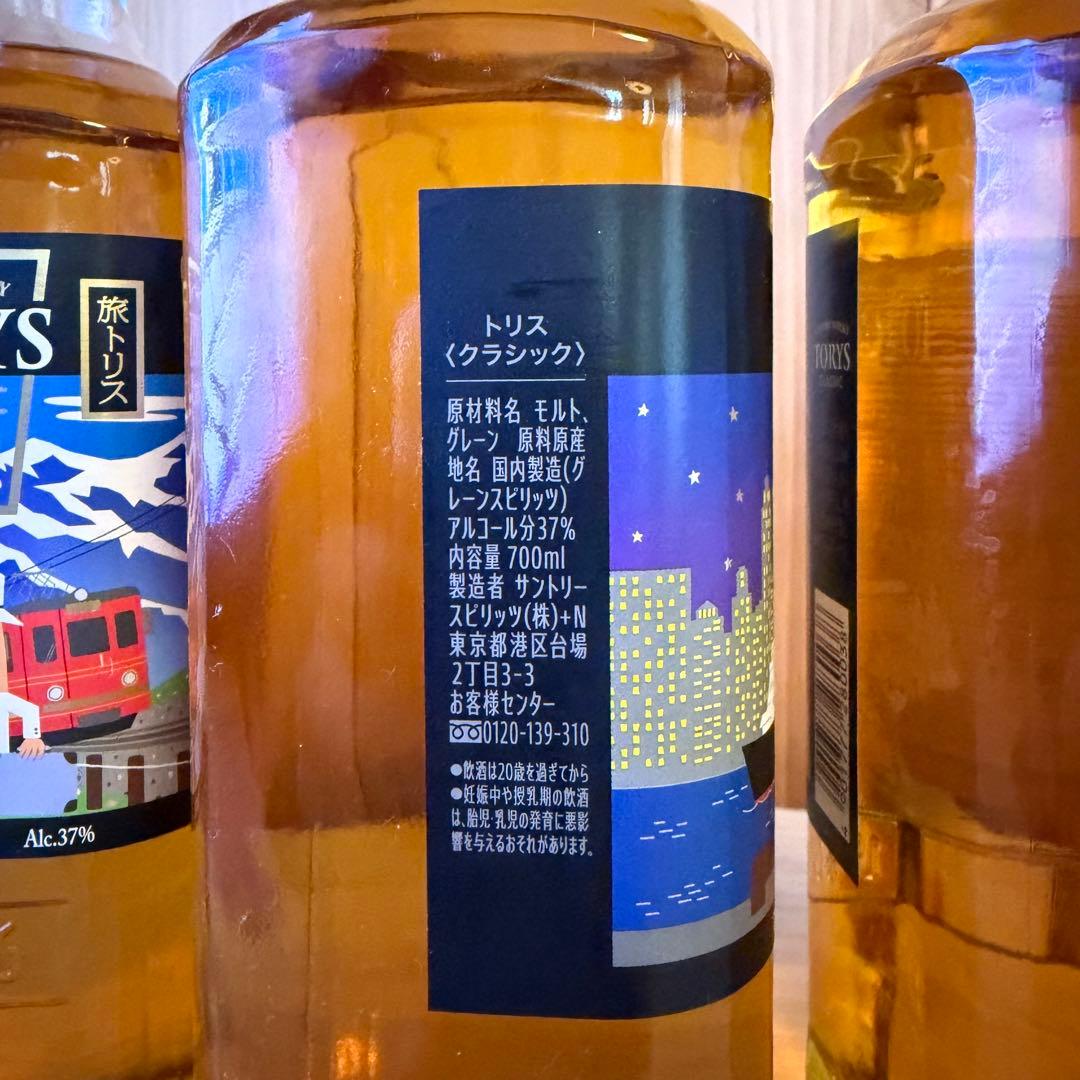 旅トリス
Alc.37%
トリス
〈クラシック〉
原材料名 モルト、
グレーン 原料原産
地名 国内製造(グ
レーンスピリッツ)
アルコール分37%
内容量 700ml
製造者 サントリー
スピリッツ(株)+N
東京都港区台場
2丁目3-3
お客様センター
0120-139-310
●飲酒は20歳を過ぎてから
●妊娠中や授乳期の飲酒
は、胎児・乳児の発育に悪影
響を与えるおそれがあります。
TORYS
CLASSIC